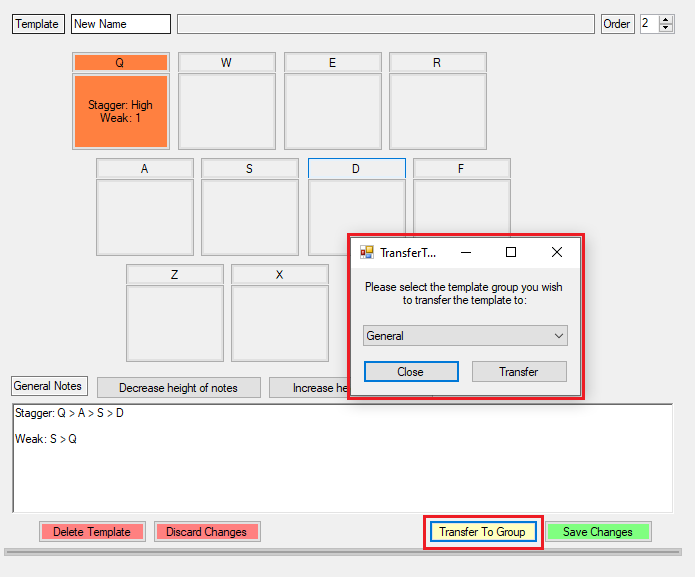 Template
New Name
Order
2
Q
W
E
R
Stagger: High
Weak: 1
A
S
D
F
TransferT...
Please select the template group you wish
to transfer the template to:
General
Close
Transfer
Z
X
General Notes
Decrease height of notes
Increase he
Stagger: Q > A > S > D
Weak: S > Q
Delete Template
Discard Changes
Transfer To Group
Save Changes